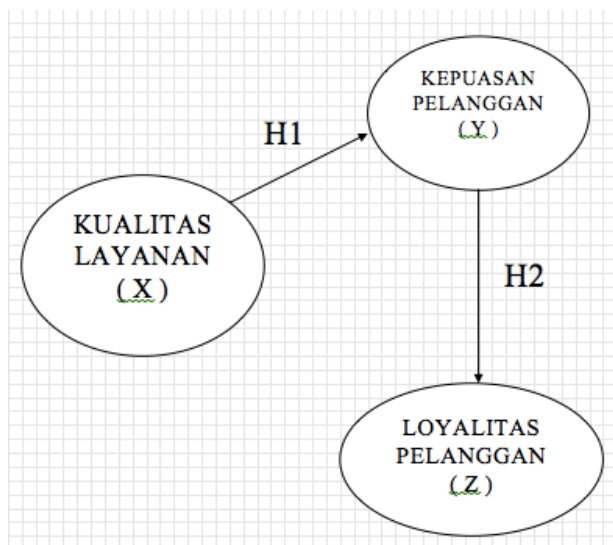 KEPUASAN
PELANGGAN
( Y )
H1
KUALITAS
LAYANAN
( X )
H2
LOYALITAS
PELANGGAN
( Z )